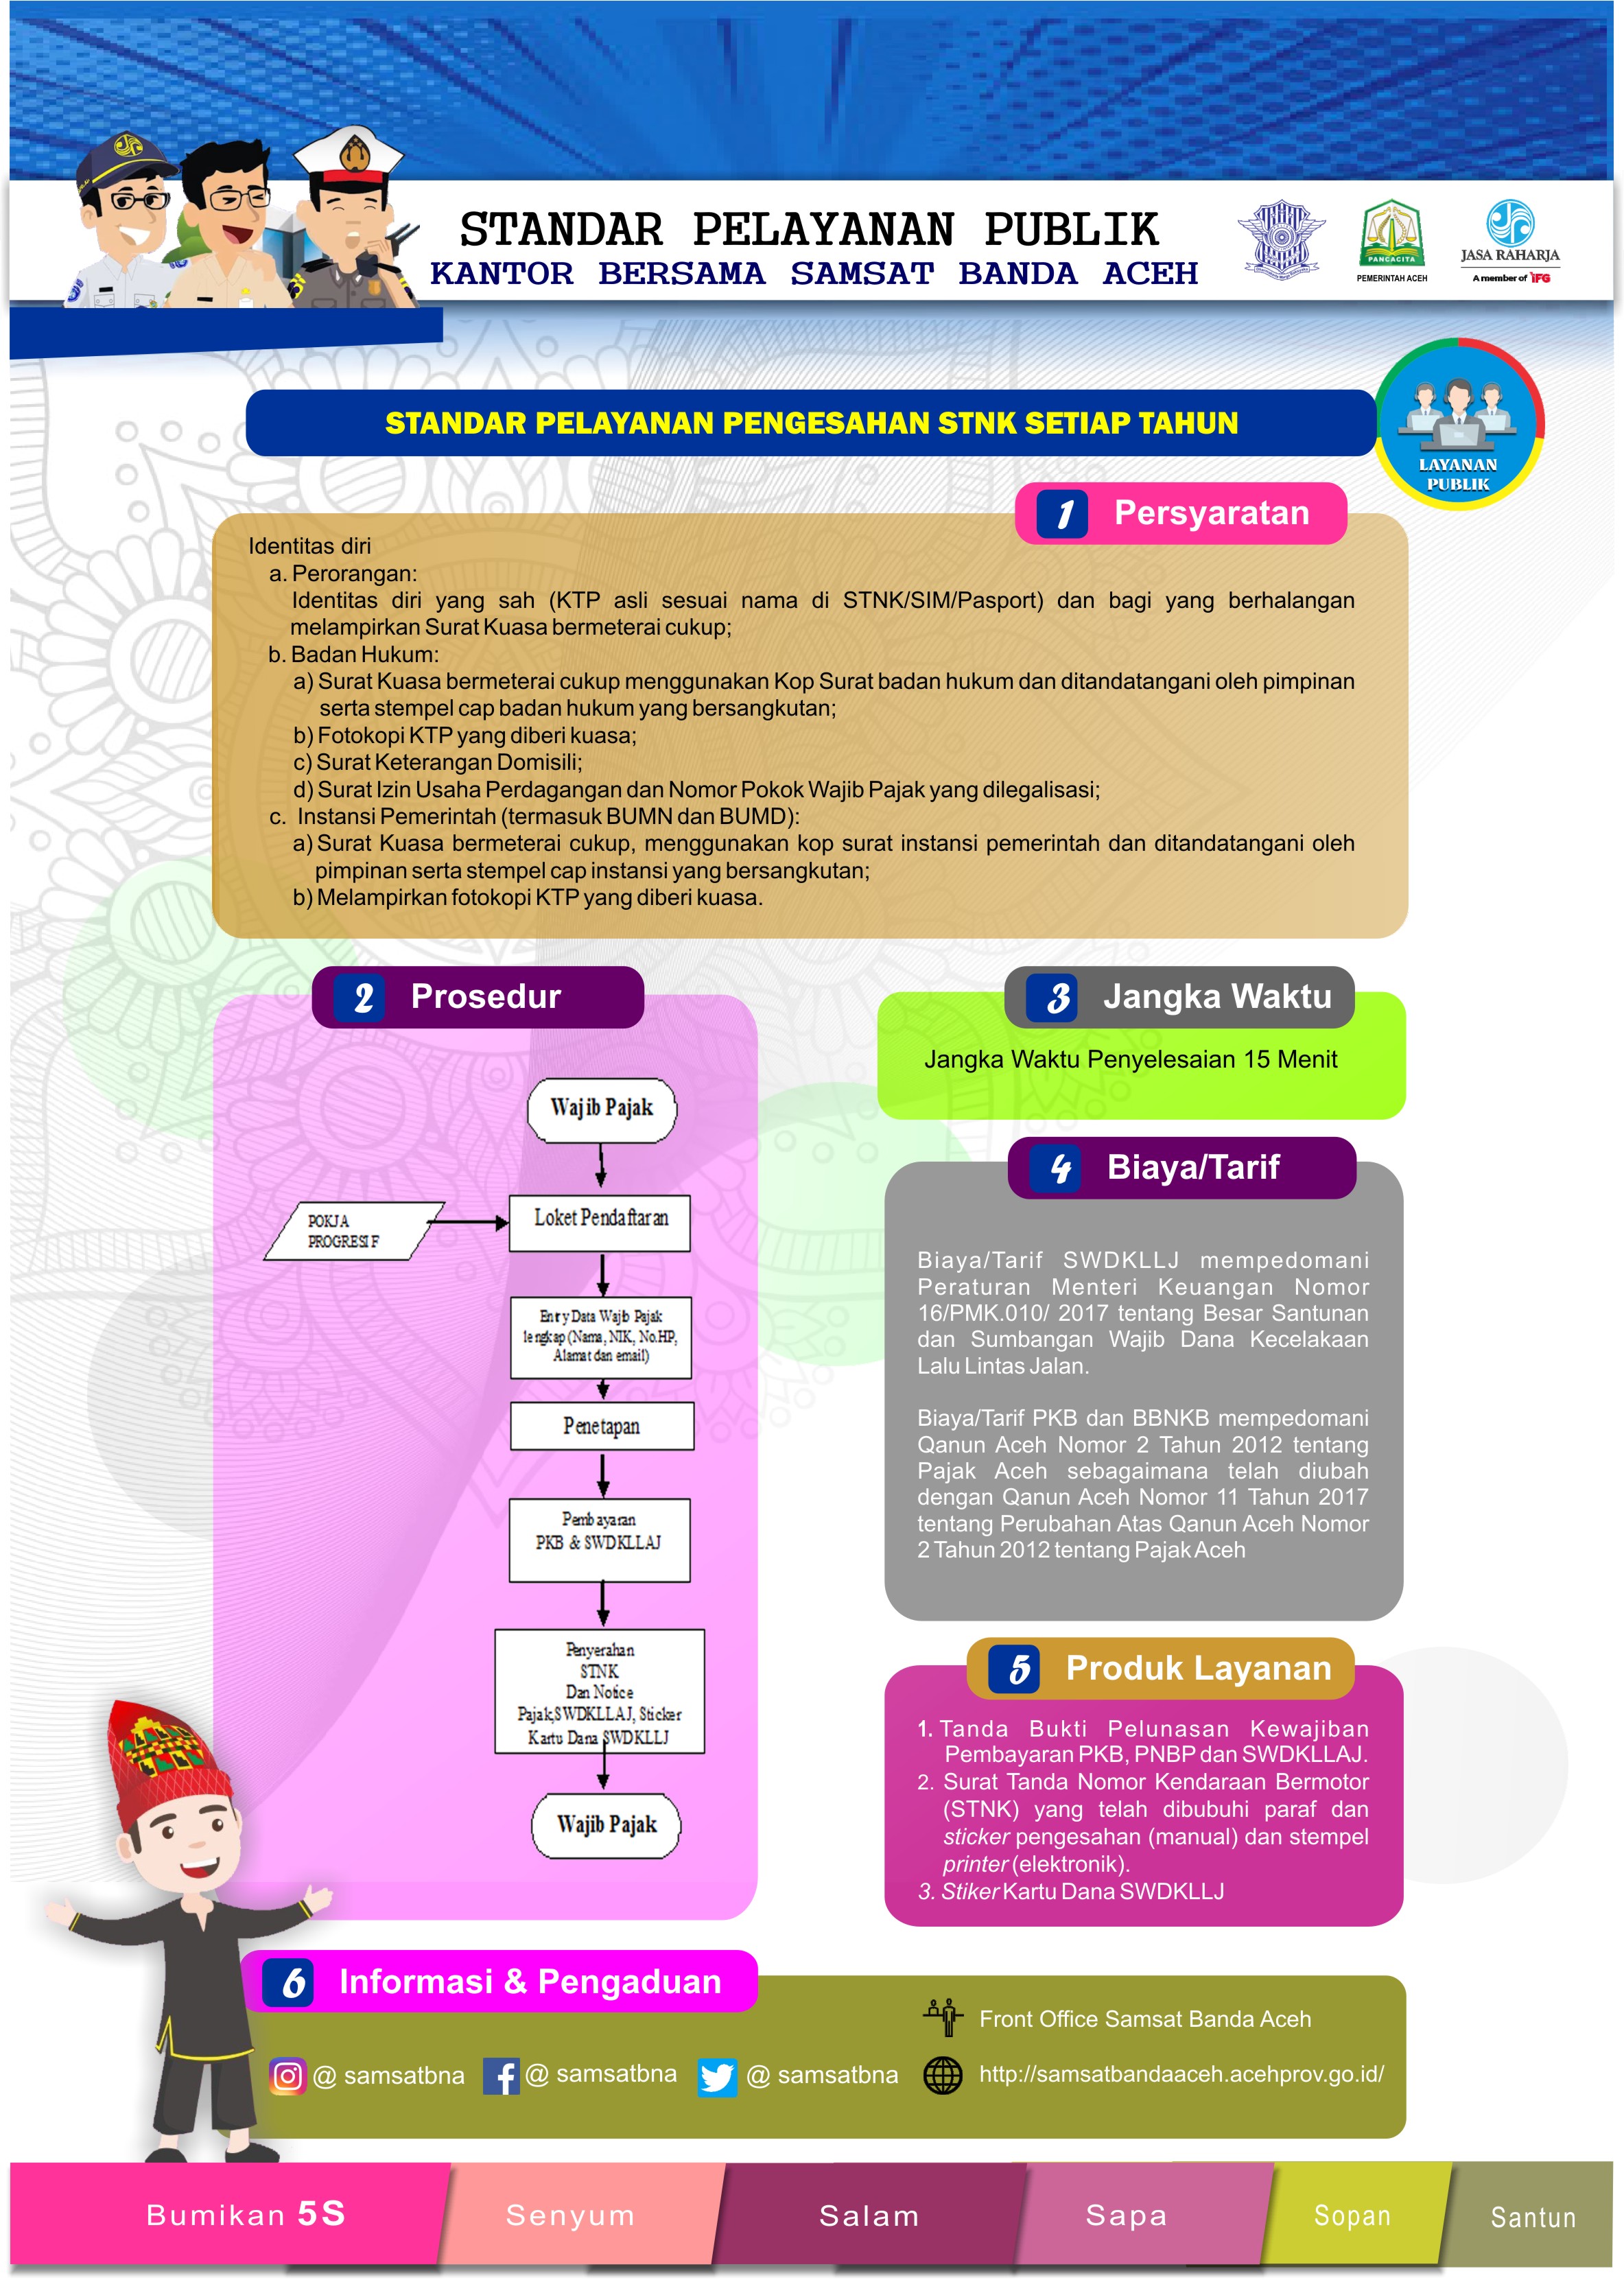 STANDAR PELAYANAN PUBLIK
KANTOR BERSAMA SAMSAT BANDA ACEH
PANCACITA
PEMERINTAH ACEH
JASA RAHARJA
A member of IFG
STANDAR PELAYANAN PENGESAHAN STNK SETIAP TAHUN
LAYANAN
PUBLIK
1 Persyaratan
Identitas diri
a. Perorangan:
Identitas diri yang sah (KTP asli sesuai nama di STNK/SIM/Pasport) dan bagi yang berhalangan
melampirkan Surat Kuasa bermeterai cukup;
b. Badan Hukum:
a) Surat Kuasa bermeterai cukup menggunakan Kop Surat badan hukum dan ditandatangani oleh pimpinan
serta stempel cap badan hukum yang bersangkutan;
b) Fotokopi KTP yang diberi kuasa;
c) Surat Keterangan Domisili;
d) Surat Izin Usaha Perdagangan dan Nomor Pokok Wajib Pajak yang dilegalisasi;
c. Instansi Pemerintah (termasuk BUMN dan BUMD):
a) Surat Kuasa bermeterai cukup, menggunakan kop surat instansi pemerintah dan ditandatangani oleh
pimpinan serta stempel cap instansi yang bersangkutan;
b) Melampirkan fotokopi KTP yang diberi kuasa.
2 Prosedur
Wajib Pajak
POKJA
PROGRESIF
Loket Pendaftaran
Entry Data Wajib Pajak
lengkap (Nama, NIK, No.HP,
Alamat dan email)
Penetapan
Pembayaran
PKB & SWDKLLAJ
Penyerahan
STNK
Dan Notice
Pajak,SWDKLLAJ, Sticker
Kartu Dana SWDKLLJ
Wajib Pajak
3 Jangka Waktu
Jangka Waktu Penyelesaian 15 Menit
4 Biaya/Tarif
Biaya/Tarif SWDKLLJ mempedomani
Peraturan Menteri Keuangan Nomor
16/PMK.010/ 2017 tentang Besar Santunan
dan Sumbangan Wajib Dana Kecelakaan
Lalu Lintas Jalan.
Biaya/Tarif PKB dan BBNKB mempedomani
Qanun Aceh Nomor 2 Tahun 2012 tentang
Pajak Aceh sebagaimana telah diubah
dengan Qanun Aceh Nomor 11 Tahun 2017
tentang Perubahan Atas Qanun Aceh Nomor
2 Tahun 2012 tentang Pajak Aceh
5 Produk Layanan
1. Tanda Bukti Pelunasan Kewajiban
Pembayaran PKB, PNBP dan SWDKLLAJ.
2. Surat Tanda Nomor Kendaraan Bermotor
(STNK) yang telah dibubuhi paraf dan
sticker pengesahan (manual) dan stempel
printer (elektronik).
3. Stiker Kartu Dana SWDKLLJ
6 Informasi & Pengaduan
Front Office Samsat Banda Aceh
@ samsatbna
@ samsatbna
@ samsatbna
http://samsatbandaaceh.acehprov.go.id/
Bumikan 5S
Senyum
Salam
Sapa
Sopan
Santun